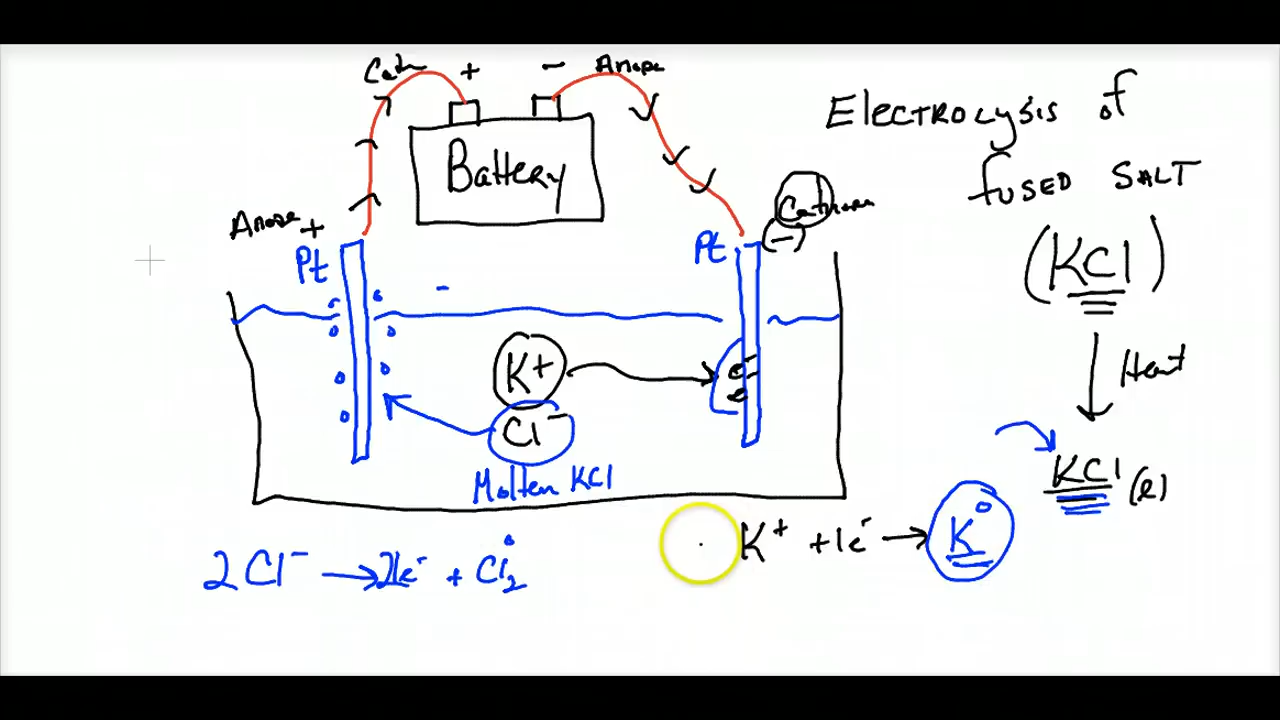 Cath + - Anode
Electrolysis of
fused Salt
Battery
Cathode
(-)
Anode +
Pt
Pt
(KCl)
-
K+
e-
e-
Heat
Cl-
Molten KCl
KCl (l)
K+ + 1e- → K°
2Cl- → 2e- + Cl2°